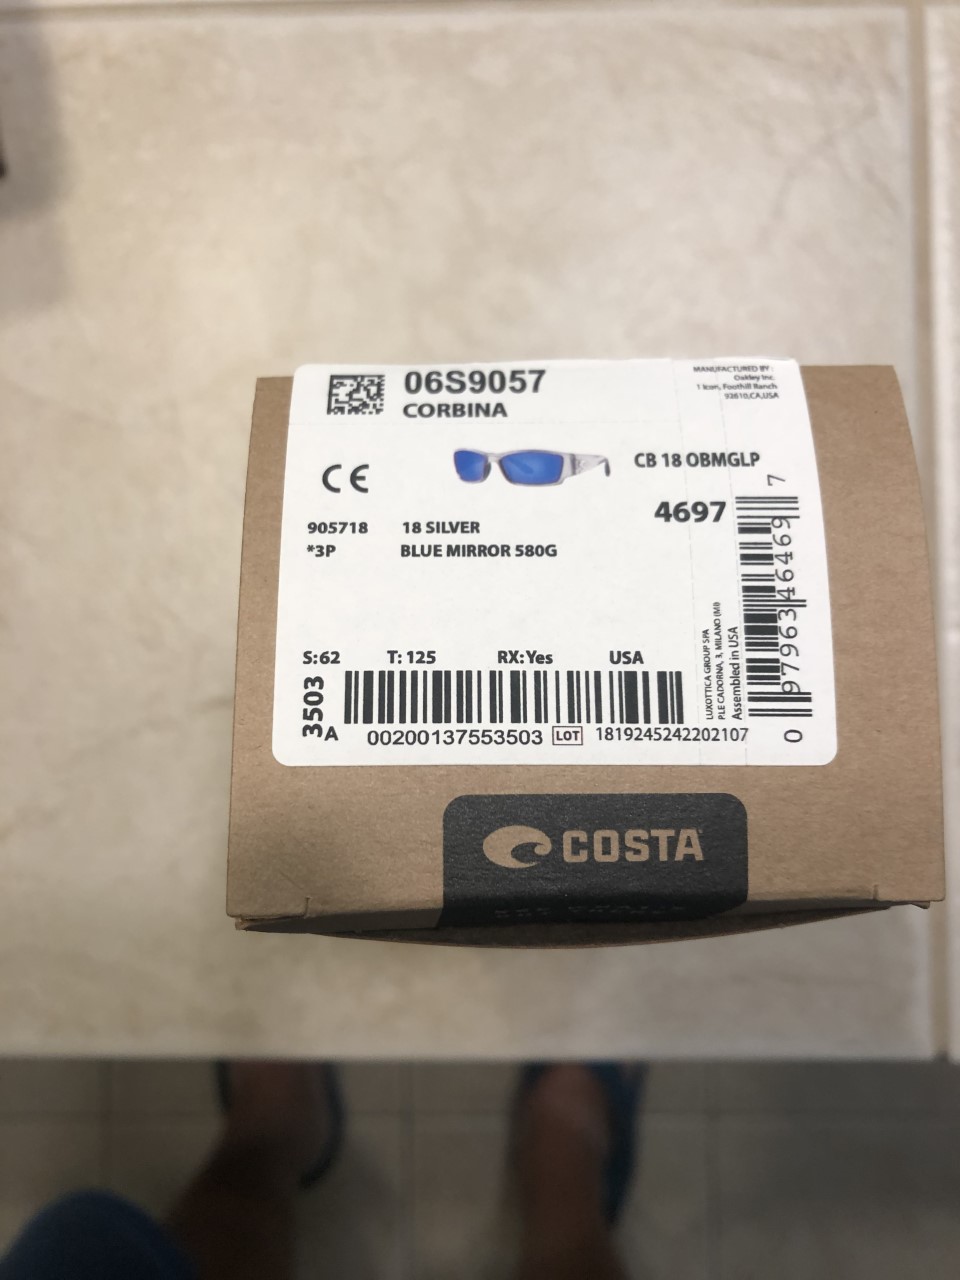 06S9057
CORBINA
MANUFACTURED BY:
Oakley Inc.
1 Icon, Foothill Ranch
92610,CA,USA
CE
CB 18 OBMGLP
4697
905718 18 SILVER
*3P BLUE MIRROR 580G
S:62 T: 125 RX:Yes USA
3503
A
00200137553503 LOT 1819245242202107
LUXOTTICA GROUP SPA
PLE CADORNA, 3, MILANO (MI)
Assembled in USA
0 97963 46469 7
COSTA